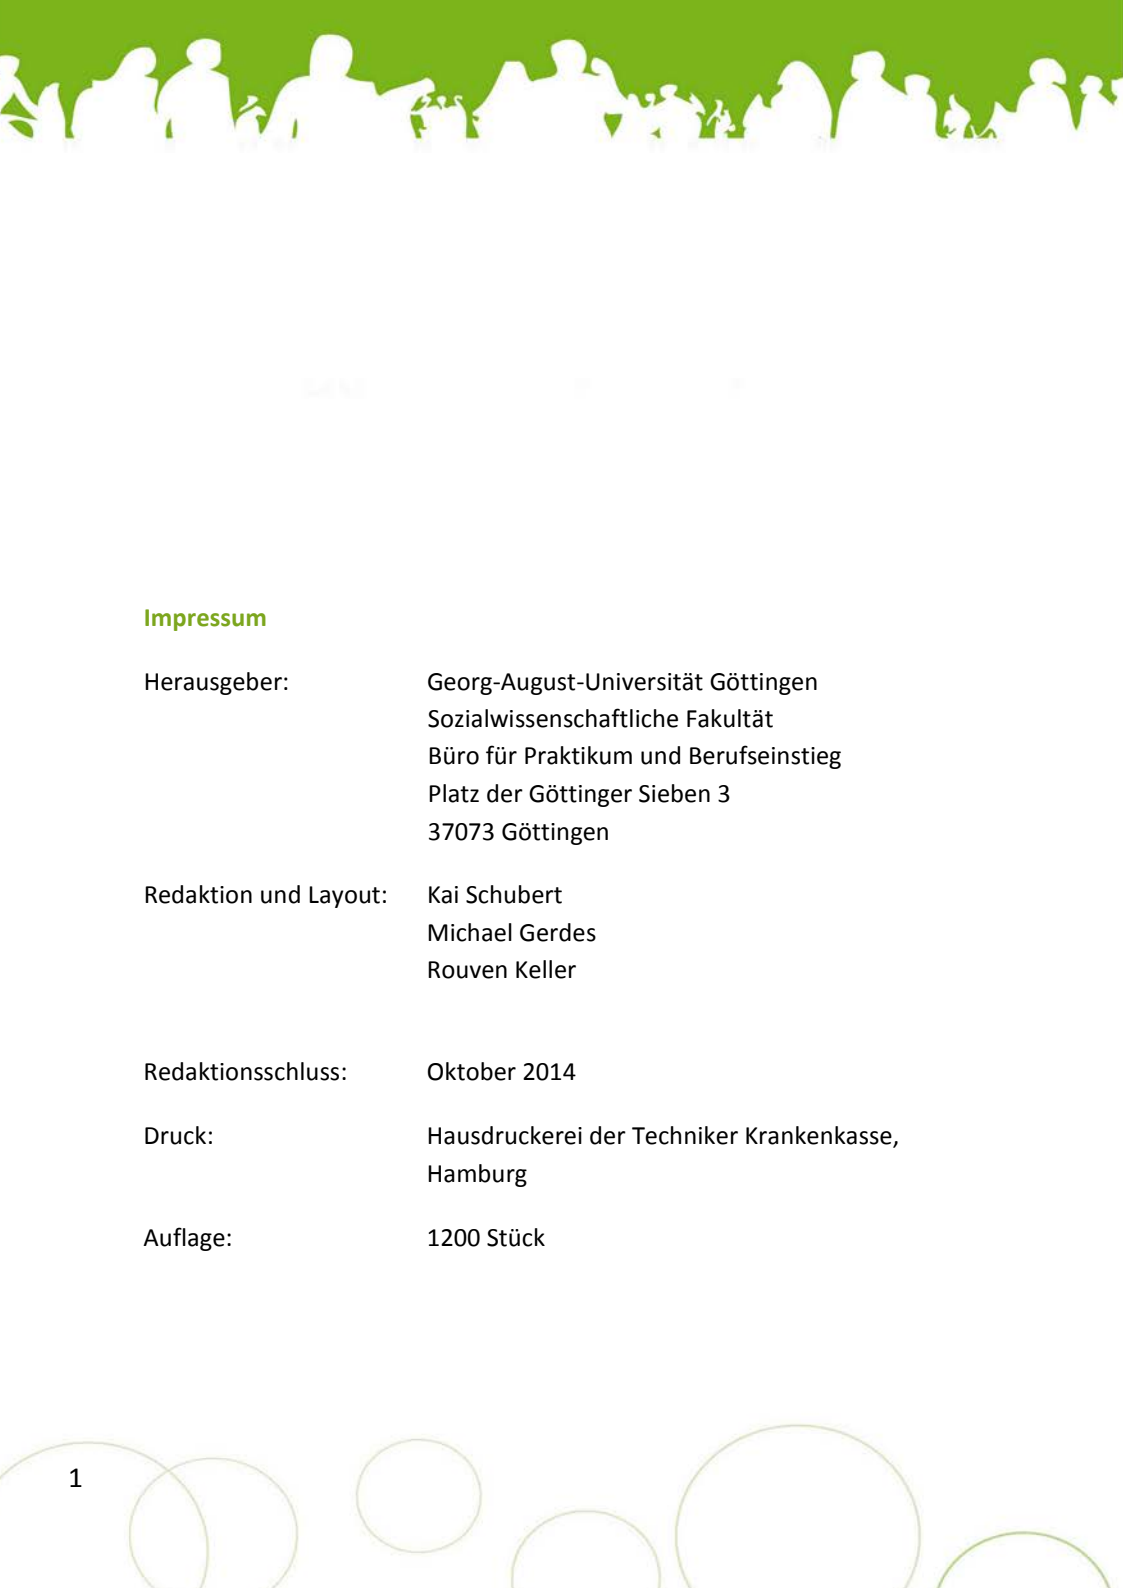 Impressum
Herausgeber: Georg-August-Universität Göttingen
Sozialwissenschaftliche Fakultät
Büro für Praktikum und Berufseinstieg
Platz der Göttinger Sieben 3
37073 Göttingen
Redaktion und Layout: Kai Schubert
Michael Gerdes
Rouven Keller
Redaktionsschluss: Oktober 2014
Druck: Hausdruckerei der Techniker Krankenkasse,
Hamburg
Auflage: 1200 Stück
1